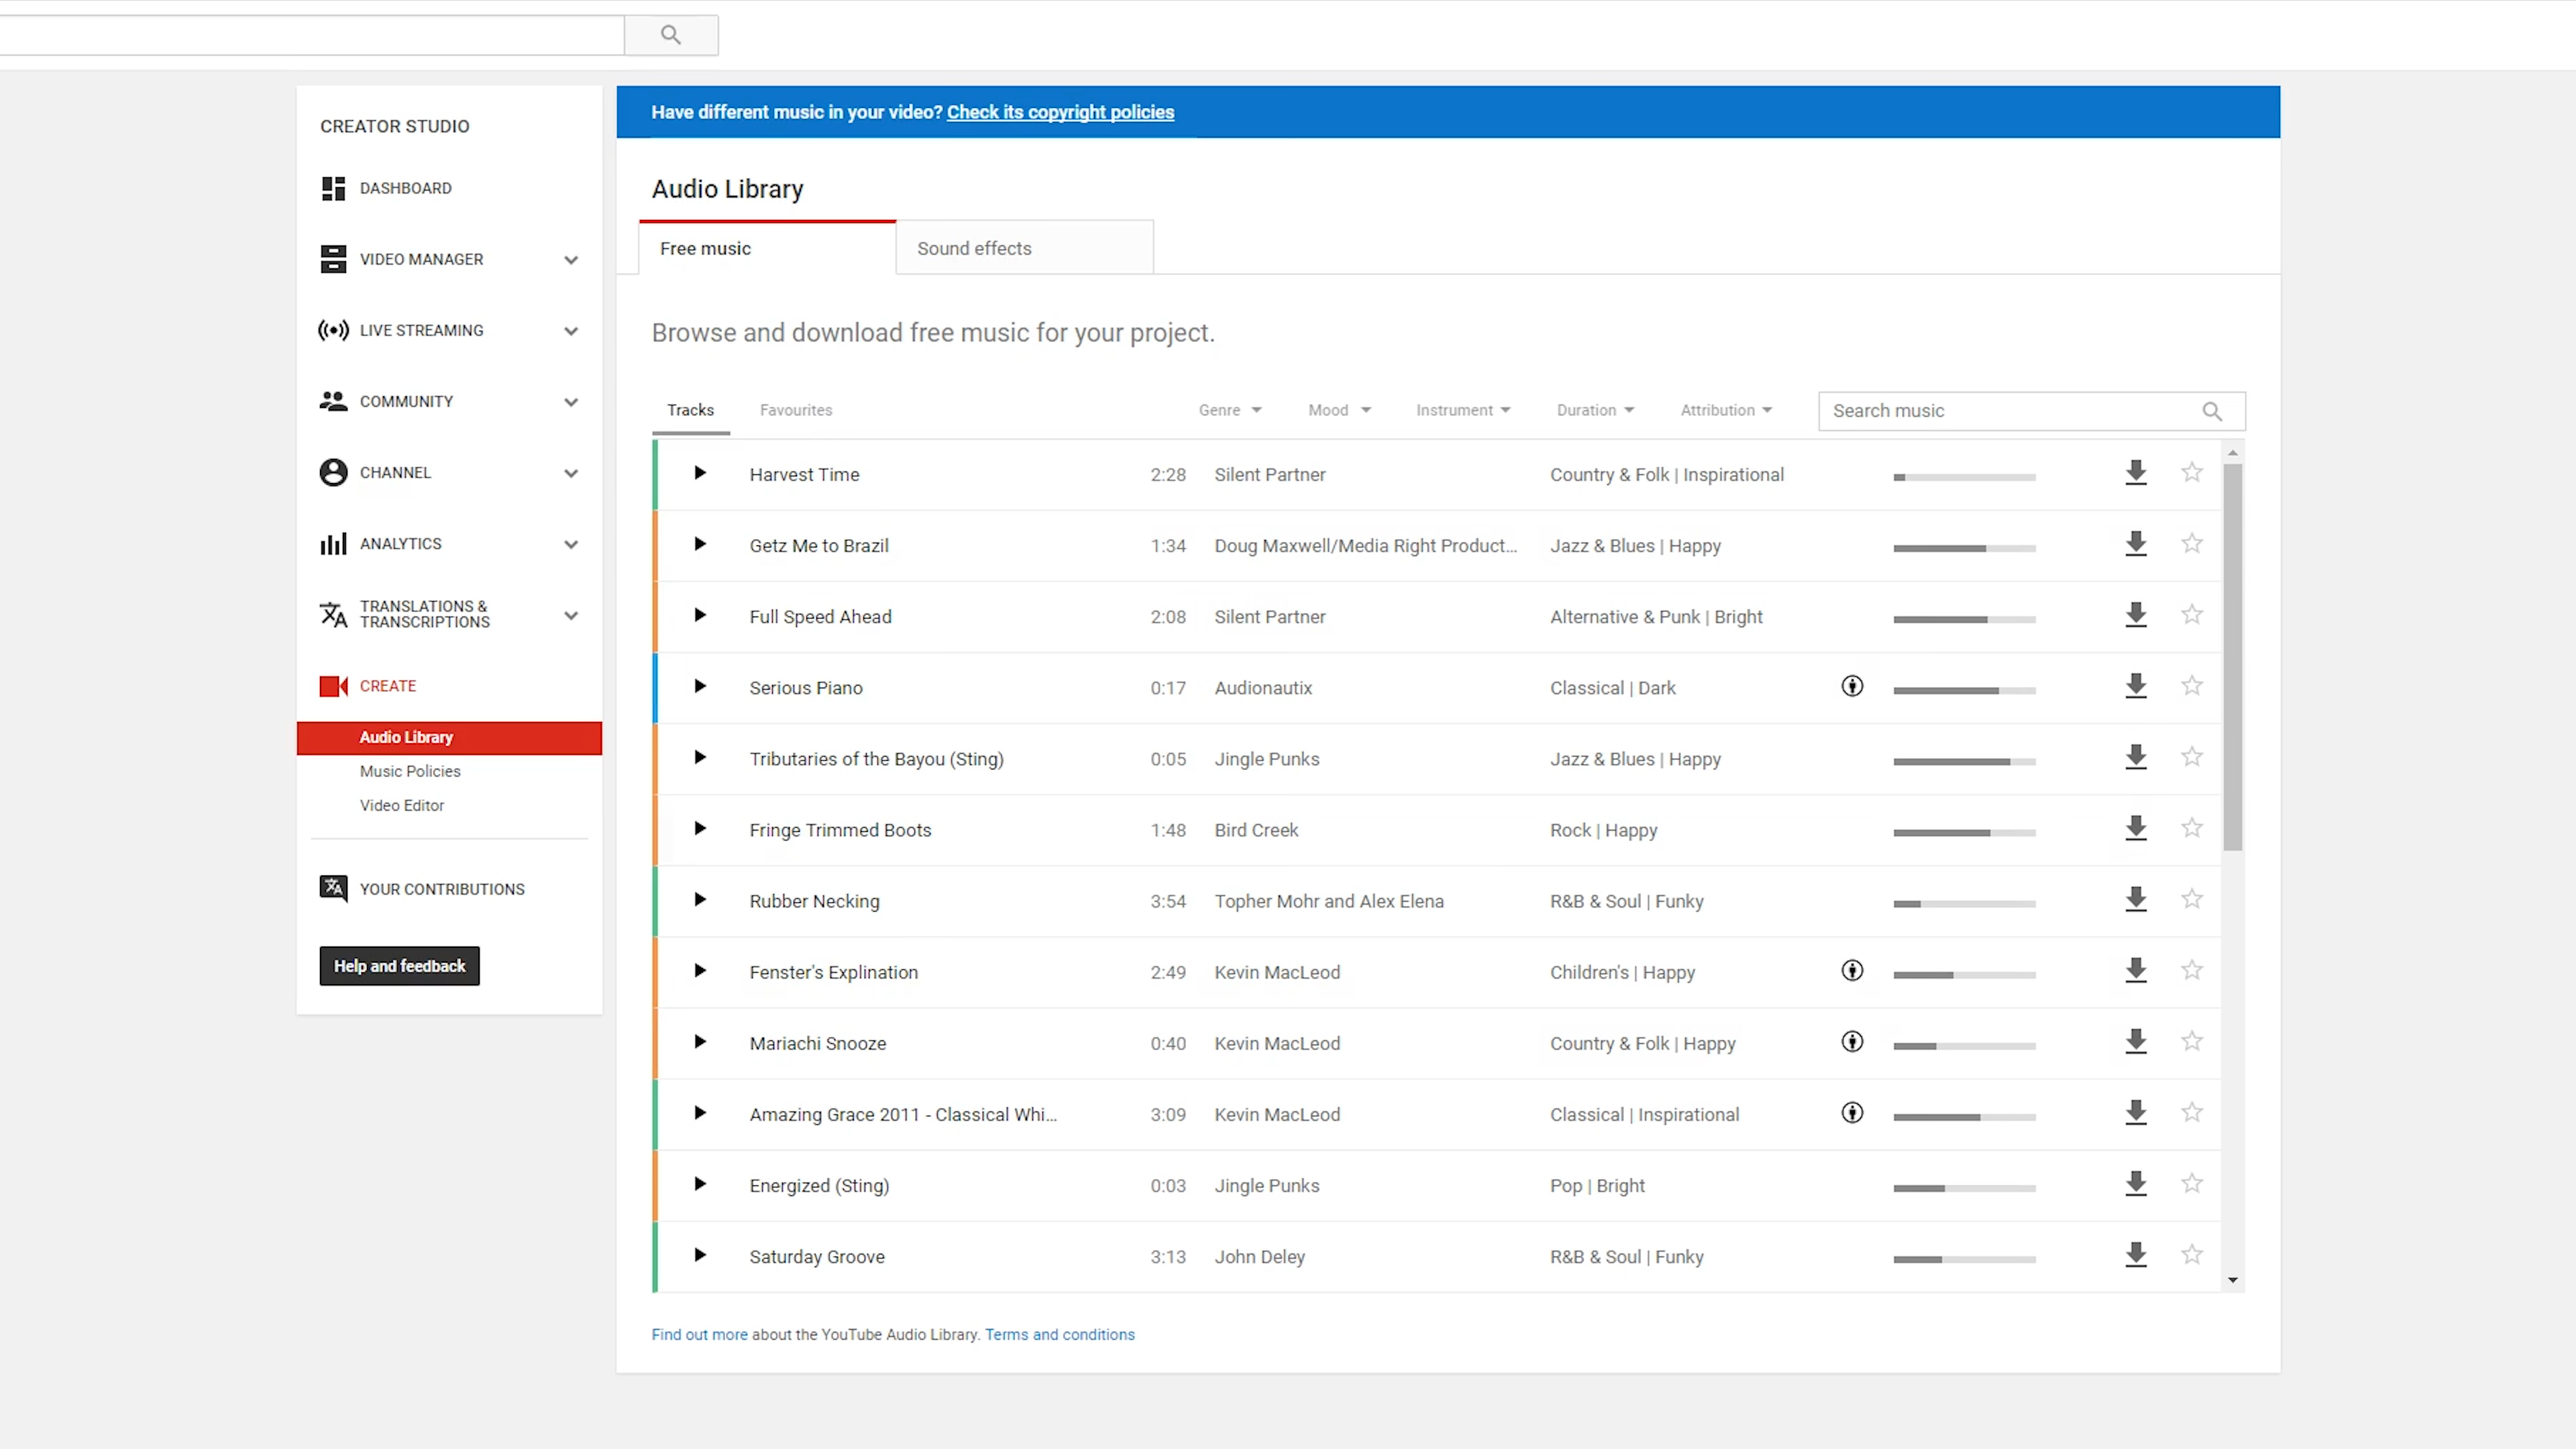 Have different music in your video? Check its copyright policies
CREATOR STUDIO
DASHBOARD
VIDEO MANAGER
LIVE STREAMING
COMMUNITY
CHANNEL
ANALYTICS
TRANSLATIONS &
TRANSCRIPTIONS
CREATE
Audio Library
Music Policies
Video Editor
YOUR CONTRIBUTIONS
Help and feedback
Audio Library
Free music Sound effects
Browse and download free music for your project.
Tracks Favourites Genre Mood Instrument Duration Attribution Search music
Harvest Time 2:28 Silent Partner Country & Folk | Inspirational
Getz Me to Brazil 1:34 Doug Maxwell/Media Right Product... Jazz & Blues | Happy
Full Speed Ahead 2:08 Silent Partner Alternative & Punk | Bright
Serious Piano 0:17 Audionautix Classical | Dark
Tributaries of the Bayou (Sting) 0:05 Jingle Punks Jazz & Blues | Happy
Fringe Trimmed Boots 1:48 Bird Creek Rock | Happy
Rubber Necking 3:54 Topher Mohr and Alex Elena R&B & Soul | Funky
Fenster's Explination 2:49 Kevin MacLeod Children's | Happy
Mariachi Snooze 0:40 Kevin MacLeod Country & Folk | Happy
Amazing Grace 2011 - Classical Whi... 3:09 Kevin MacLeod Classical | Inspirational
Energized (Sting) 0:03 Jingle Punks Pop | Bright
Saturday Groove 3:13 John Deley R&B & Soul | Funky
Find out more about the YouTube Audio Library. Terms and conditions